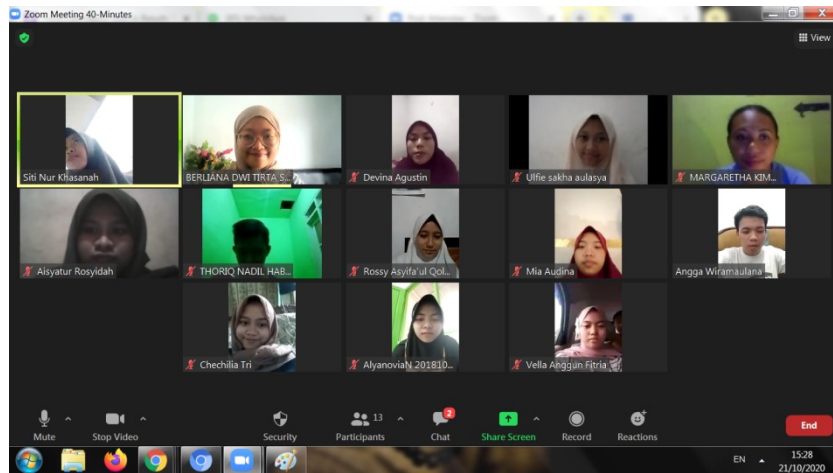 Zoom Meeting 40-Minutes
View
Siti Nur Khasanah
BERLIANA DWI TIRTA S...
Devina Agustin
Ulfie sakha aulasya
MARGARETHA KIM...
Aisyatur Rosyidah
THORIQ NADIL HAB...
Rossy Asyifa'ul Qol...
Mia Audina
Angga Wiramaulana
Chechilia Tri
AlyanoviaN 201810...
Vella Anggun Fitria
13
2
Mute
Stop Video
Security
Participants
Chat
Share Screen
Record
Reactions
End
EN
15:28
21/10/2020